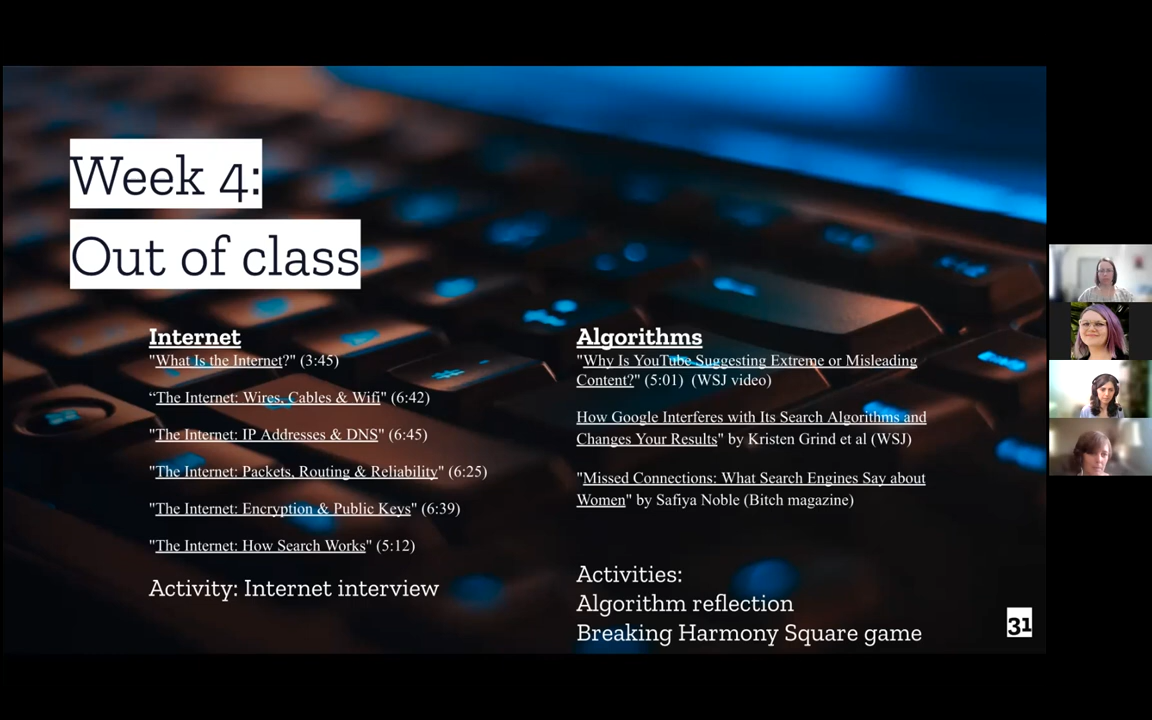 Week 4:
Out of class
Internet
"What Is the Internet?" (3:45)
“The Internet: Wires, Cables & Wifi" (6:42)
"The Internet: IP Addresses & DNS" (6:45)
"The Internet: Packets, Routing & Reliability" (6:25)
"The Internet: Encryption & Public Keys" (6:39)
"The Internet: How Search Works" (5:12)
Activity: Internet interview
Algorithms
"Why Is YouTube Suggesting Extreme or Misleading
Content?" (5:01) (WSJ video)
How Google Interferes with Its Search Algorithms and
Changes Your Results" by Kristen Grind et al (WSJ)
"Missed Connections: What Search Engines Say about
Women" by Safiya Noble (Bitch magazine)
Activities:
Algorithm reflection
Breaking Harmony Square game
31